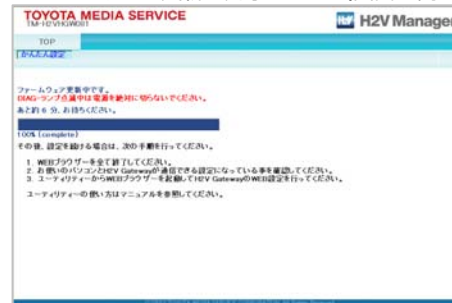 TOYOTA MEDIA SERVICE
TM-H2VHGW001
H2V Manager
TOP
かんたん設定
ファームウェア更新中です。
DIAG-ランプ点滅中は電源を絶対に切らないでください。
あと約 6 分、お待ちください。
100% (complete)
その後、設定を続ける場合は、次の手順を行ってください。
1. WEBブラウザーを全て終了してください。
2. お使いのパソコンとH2V Gatewayが通信できる設定になっている事を確認してください。
3. ユーティリティーからWEBブラウザーを起動してH2V GatewayのWEB設定を行ってください。
ユーティリティーの使い方はマニュアルを参照してください。